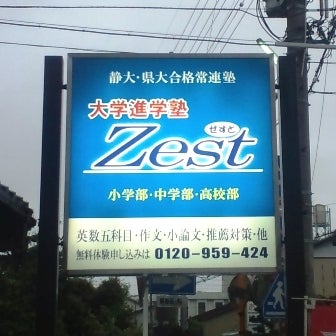 静大・県大合格常連塾
大学進学塾
Zest
ぜすと
小学部・中学部・高校部
英数五科目・作文・小論文・推薦対策・他
無料体験申し込みは 0120-959-424